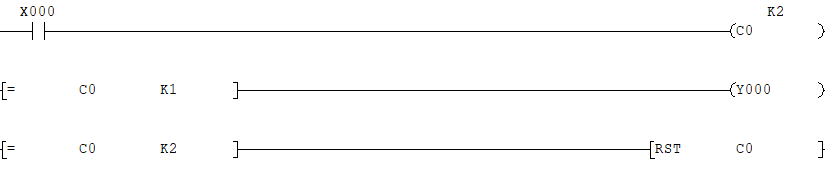 X000 K2
(C0 )
[= C0 K1 ] (Y000 )
[= C0 K2 ] [RST C0 ]